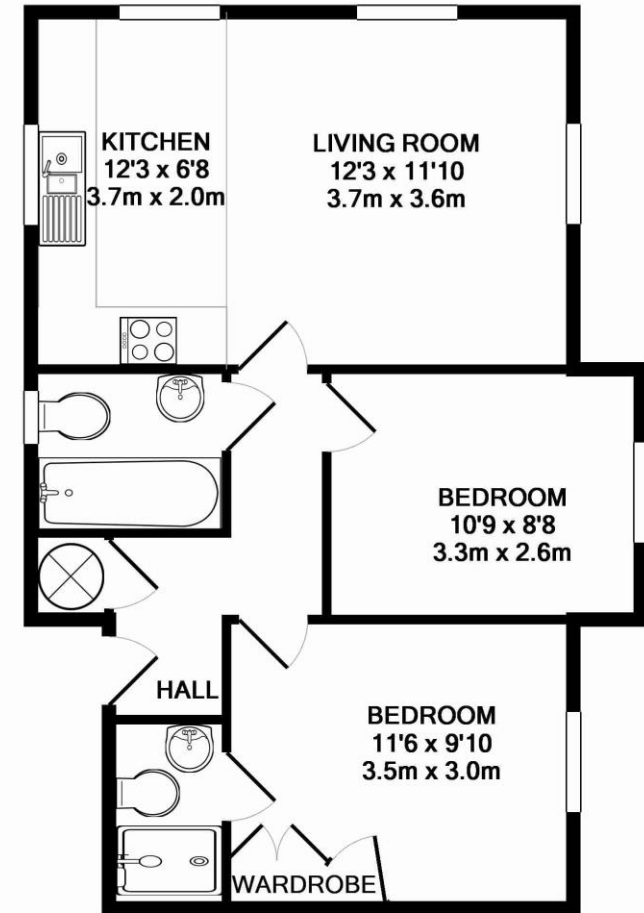 KITCHEN
12'3 x 6'8
3.7m x 2.0m
LIVING ROOM
12'3 x 11'10
3.7m x 3.6m
BEDROOM
10'9 x 8'8
3.3m x 2.6m
HALL
BEDROOM
11'6 x 9'10
3.5m x 3.0m
WARDROBE